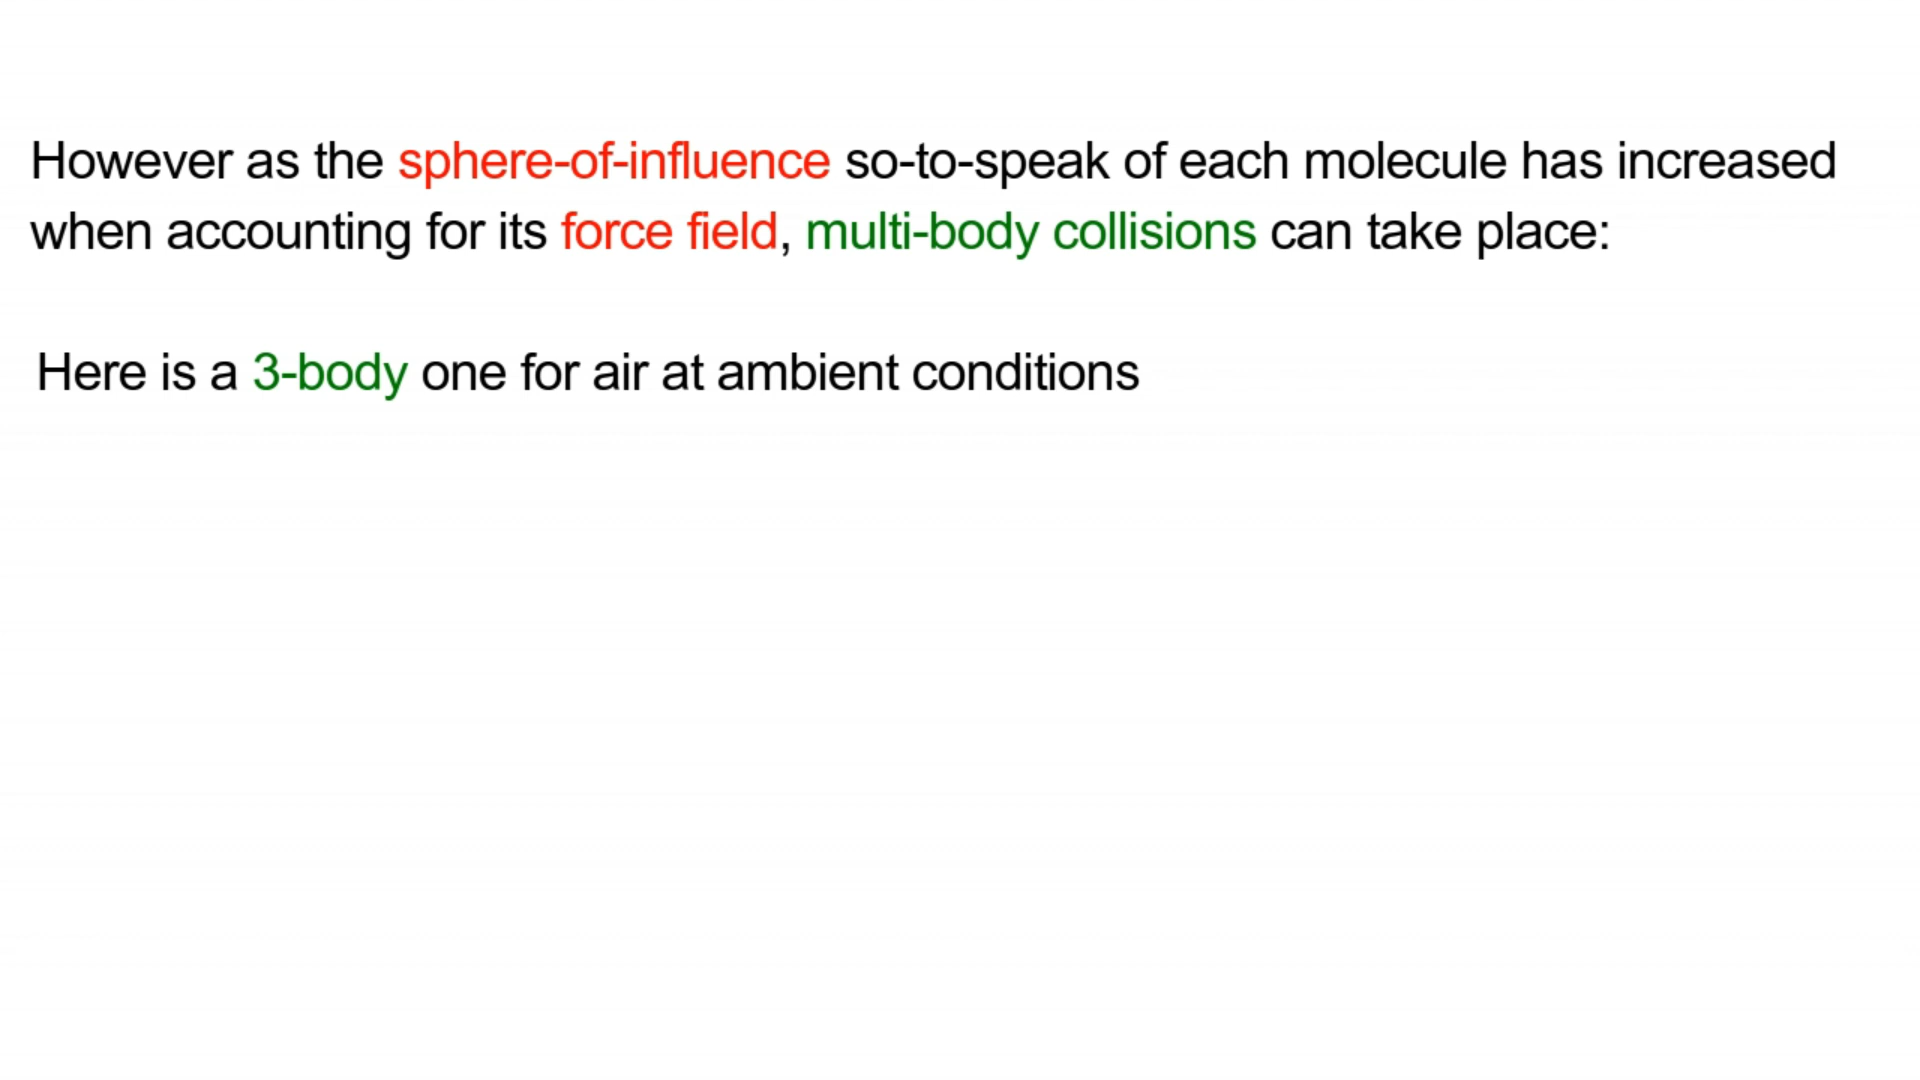 However as the sphere-of-influence so-to-speak of each molecule has increased
when accounting for its force field, multi-body collisions can take place:
Here is a 3-body one for air at ambient conditions